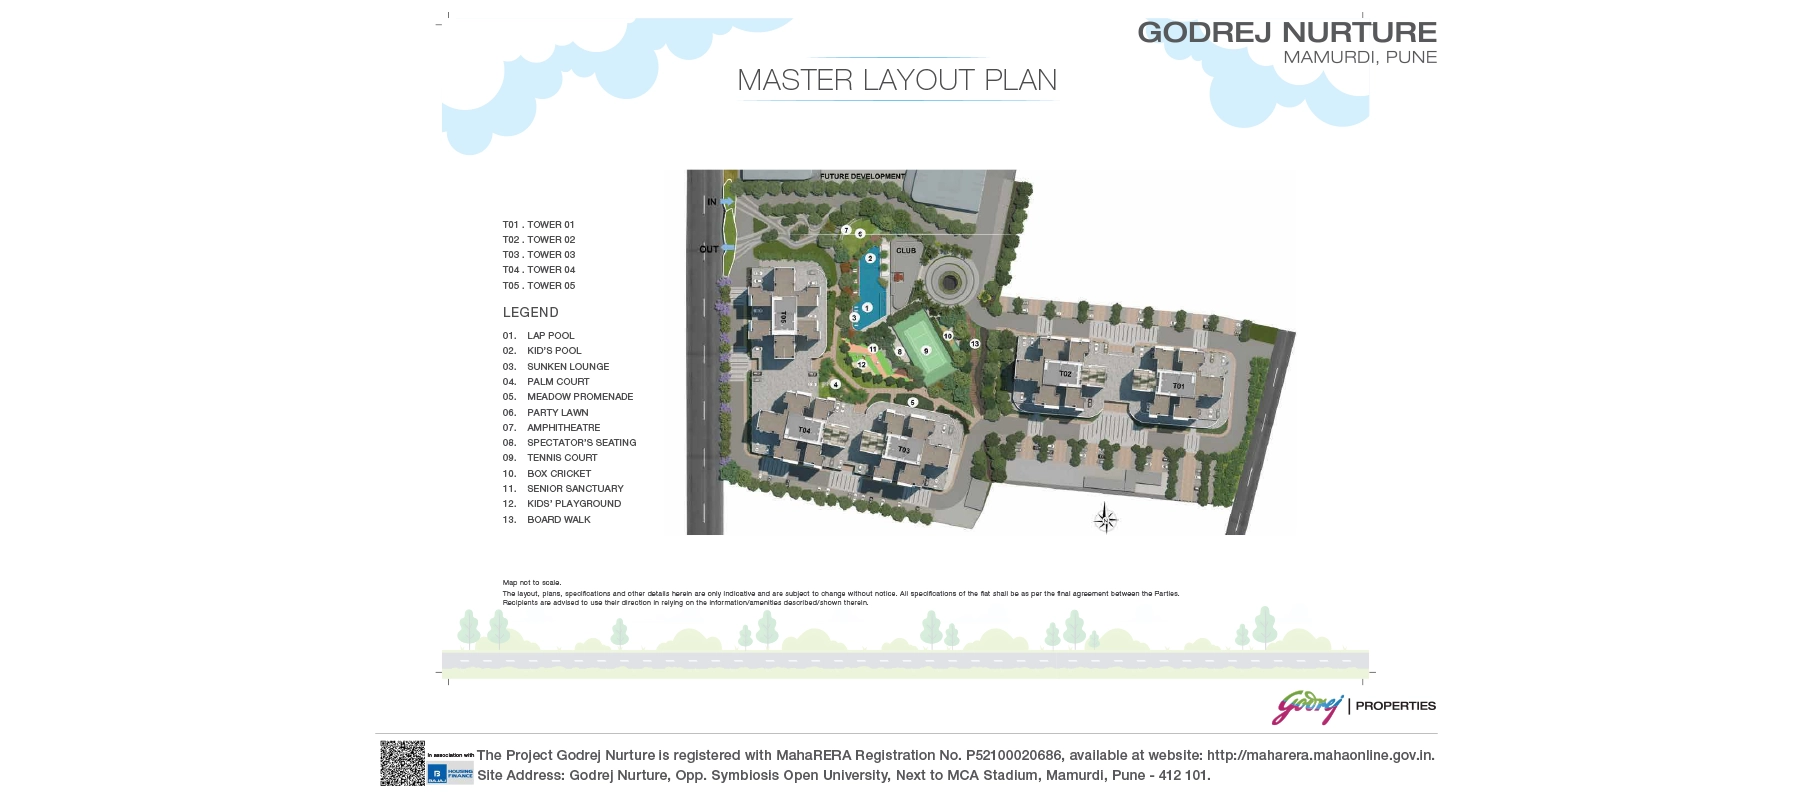 GODREJ NURTURE
MAMURDI, PUNE
MASTER LAYOUT PLAN
FUTURE DEVELOPMENT
IN
OUT
CLUB
7
6
2
1
3
11
8
9
10
13
12
4
5
T05
T04
T03
T02
T01
T01 . TOWER 01
T02 . TOWER 02
T03 . TOWER 03
T04 . TOWER 04
T05 . TOWER 05
LEGEND
01. LAP POOL
02. KID'S POOL
03. SUNKEN LOUNGE
04. PALM COURT
05. MEADOW PROMENADE
06. PARTY LAWN
07. AMPHITHEATRE
08. SPECTATOR'S SEATING
09. TENNIS COURT
10. BOX CRICKET
11. SENIOR SANCTUARY
12. KIDS' PLAYGROUND
13. BOARD WALK
Map not to scale.
The layout, plans, specifications and other details herein are only indicative and are subject to change without notice. All specifications of the flat shall be as per the final agreement between the Parties.
Recipients are advised to use their direction in relying on the information/amenities described/shown therein.
Godrej | PROPERTIES
In association with
BAJAJ HOUSING FINANCE
The Project Godrej Nurture is registered with MahaRERA Registration No. P52100020686, available at website: http://maharera.mahaonline.gov.in.
Site Address: Godrej Nurture, Opp. Symbiosis Open University, Next to MCA Stadium, Mamurdi, Pune - 412 101.